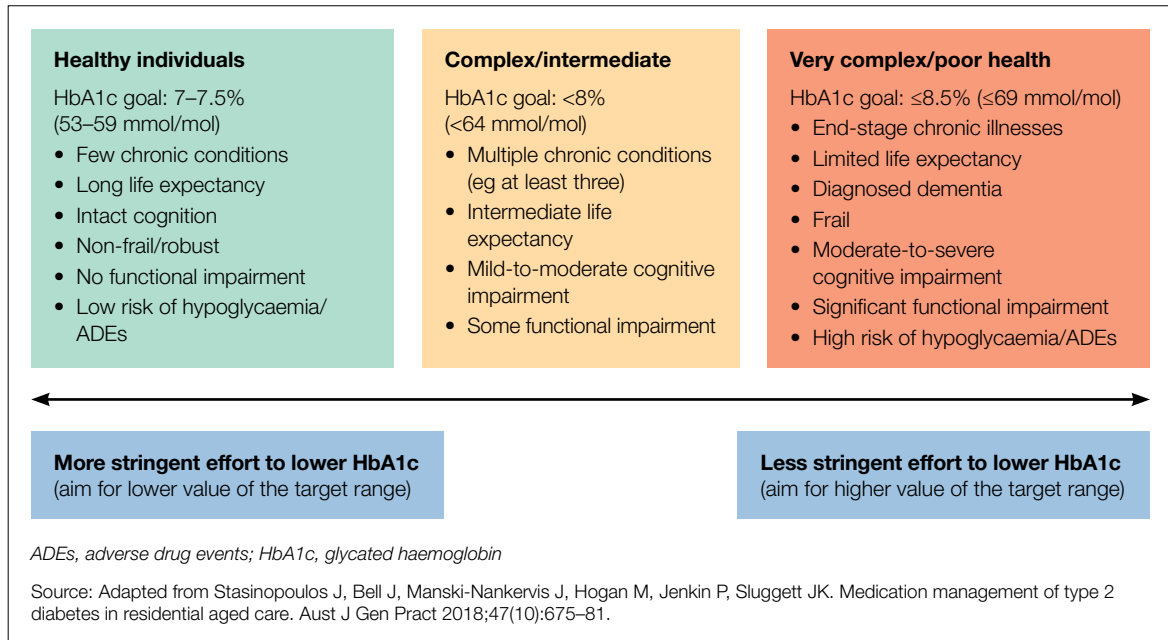 Healthy individuals
HbA1c goal: 7–7.5%
(53–59 mmol/mol)
• Few chronic conditions
• Long life expectancy
• Intact cognition
• Non-frail/robust
• No functional impairment
• Low risk of hypoglycaemia/
ADEs
Complex/intermediate
HbA1c goal: <8%
(<64 mmol/mol)
• Multiple chronic conditions
(eg at least three)
• Intermediate life
expectancy
• Mild-to-moderate cognitive
impairment
• Some functional impairment
Very complex/poor health
HbA1c goal: ≤8.5% (≤69 mmol/mol)
• End-stage chronic illnesses
• Limited life expectancy
• Diagnosed dementia
• Frail
• Moderate-to-severe
cognitive impairment
• Significant functional impairment
• High risk of hypoglycaemia/ADEs
More stringent effort to lower HbA1c
(aim for lower value of the target range)
Less stringent effort to lower HbA1c
(aim for higher value of the target range)
ADEs, adverse drug events; HbA1c, glycated haemoglobin
Source: Adapted from Stasinopoulos J, Bell J, Manski-Nankervis J, Hogan M, Jenkin P, Sluggett JK. Medication management of type 2
diabetes in residential aged care. Aust J Gen Pract 2018;47(10):675–81.